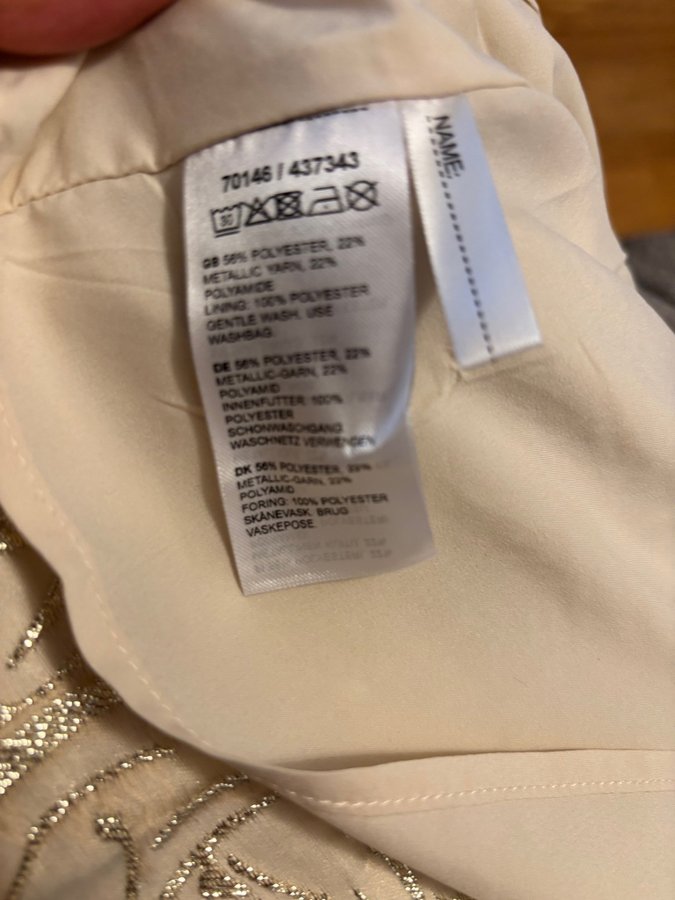 70146 / 437343
30
GB 56% POLYESTER, 22%
METALLIC YARN, 22%
POLYAMIDE
LINING: 100% POLYESTER
GENTLE WASH. USE
WASHBAG.
DE 56% POLYESTER, 22%
METALLIC-GARN, 22%
POLYAMID
INNENFUTTER: 100%
POLYESTER
SCHONWASCHGANG.
WASCHNETZ VERWENDEN.
DK 56% POLYESTER, 22%
METALLIC-GARN, 22%
POLYAMID
FORING: 100% POLYESTER
SKÅNEVASK. BRUG
VASKEPOSE.
NAME: